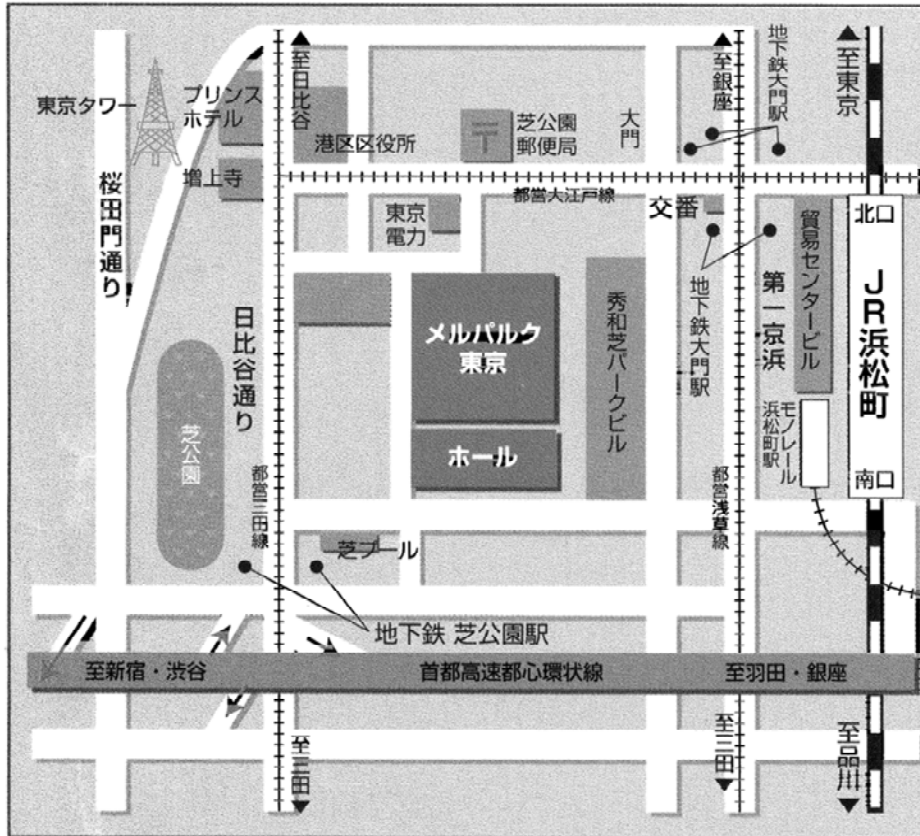 至日比谷
至銀座
地下鉄大門駅
至東京
東京タワー
プリンス
ホテル
港区区役所
芝公園
郵便局
大門
増上寺
都営大江戸線
桜田門通り
東京
電力
交番
北口
貿易センタービル
第一京浜
地下鉄大門駅
JR浜松町
日比谷通り
メルパルク
東京
秀和芝パークビル
ホール
芝公園
モノレール
浜松町駅
南口
都営三田線
都営浅草線
芝プール
地下鉄 芝公園駅
至新宿・渋谷
首都高速都心環状線
至羽田・銀座
至三田
至三田
至品川